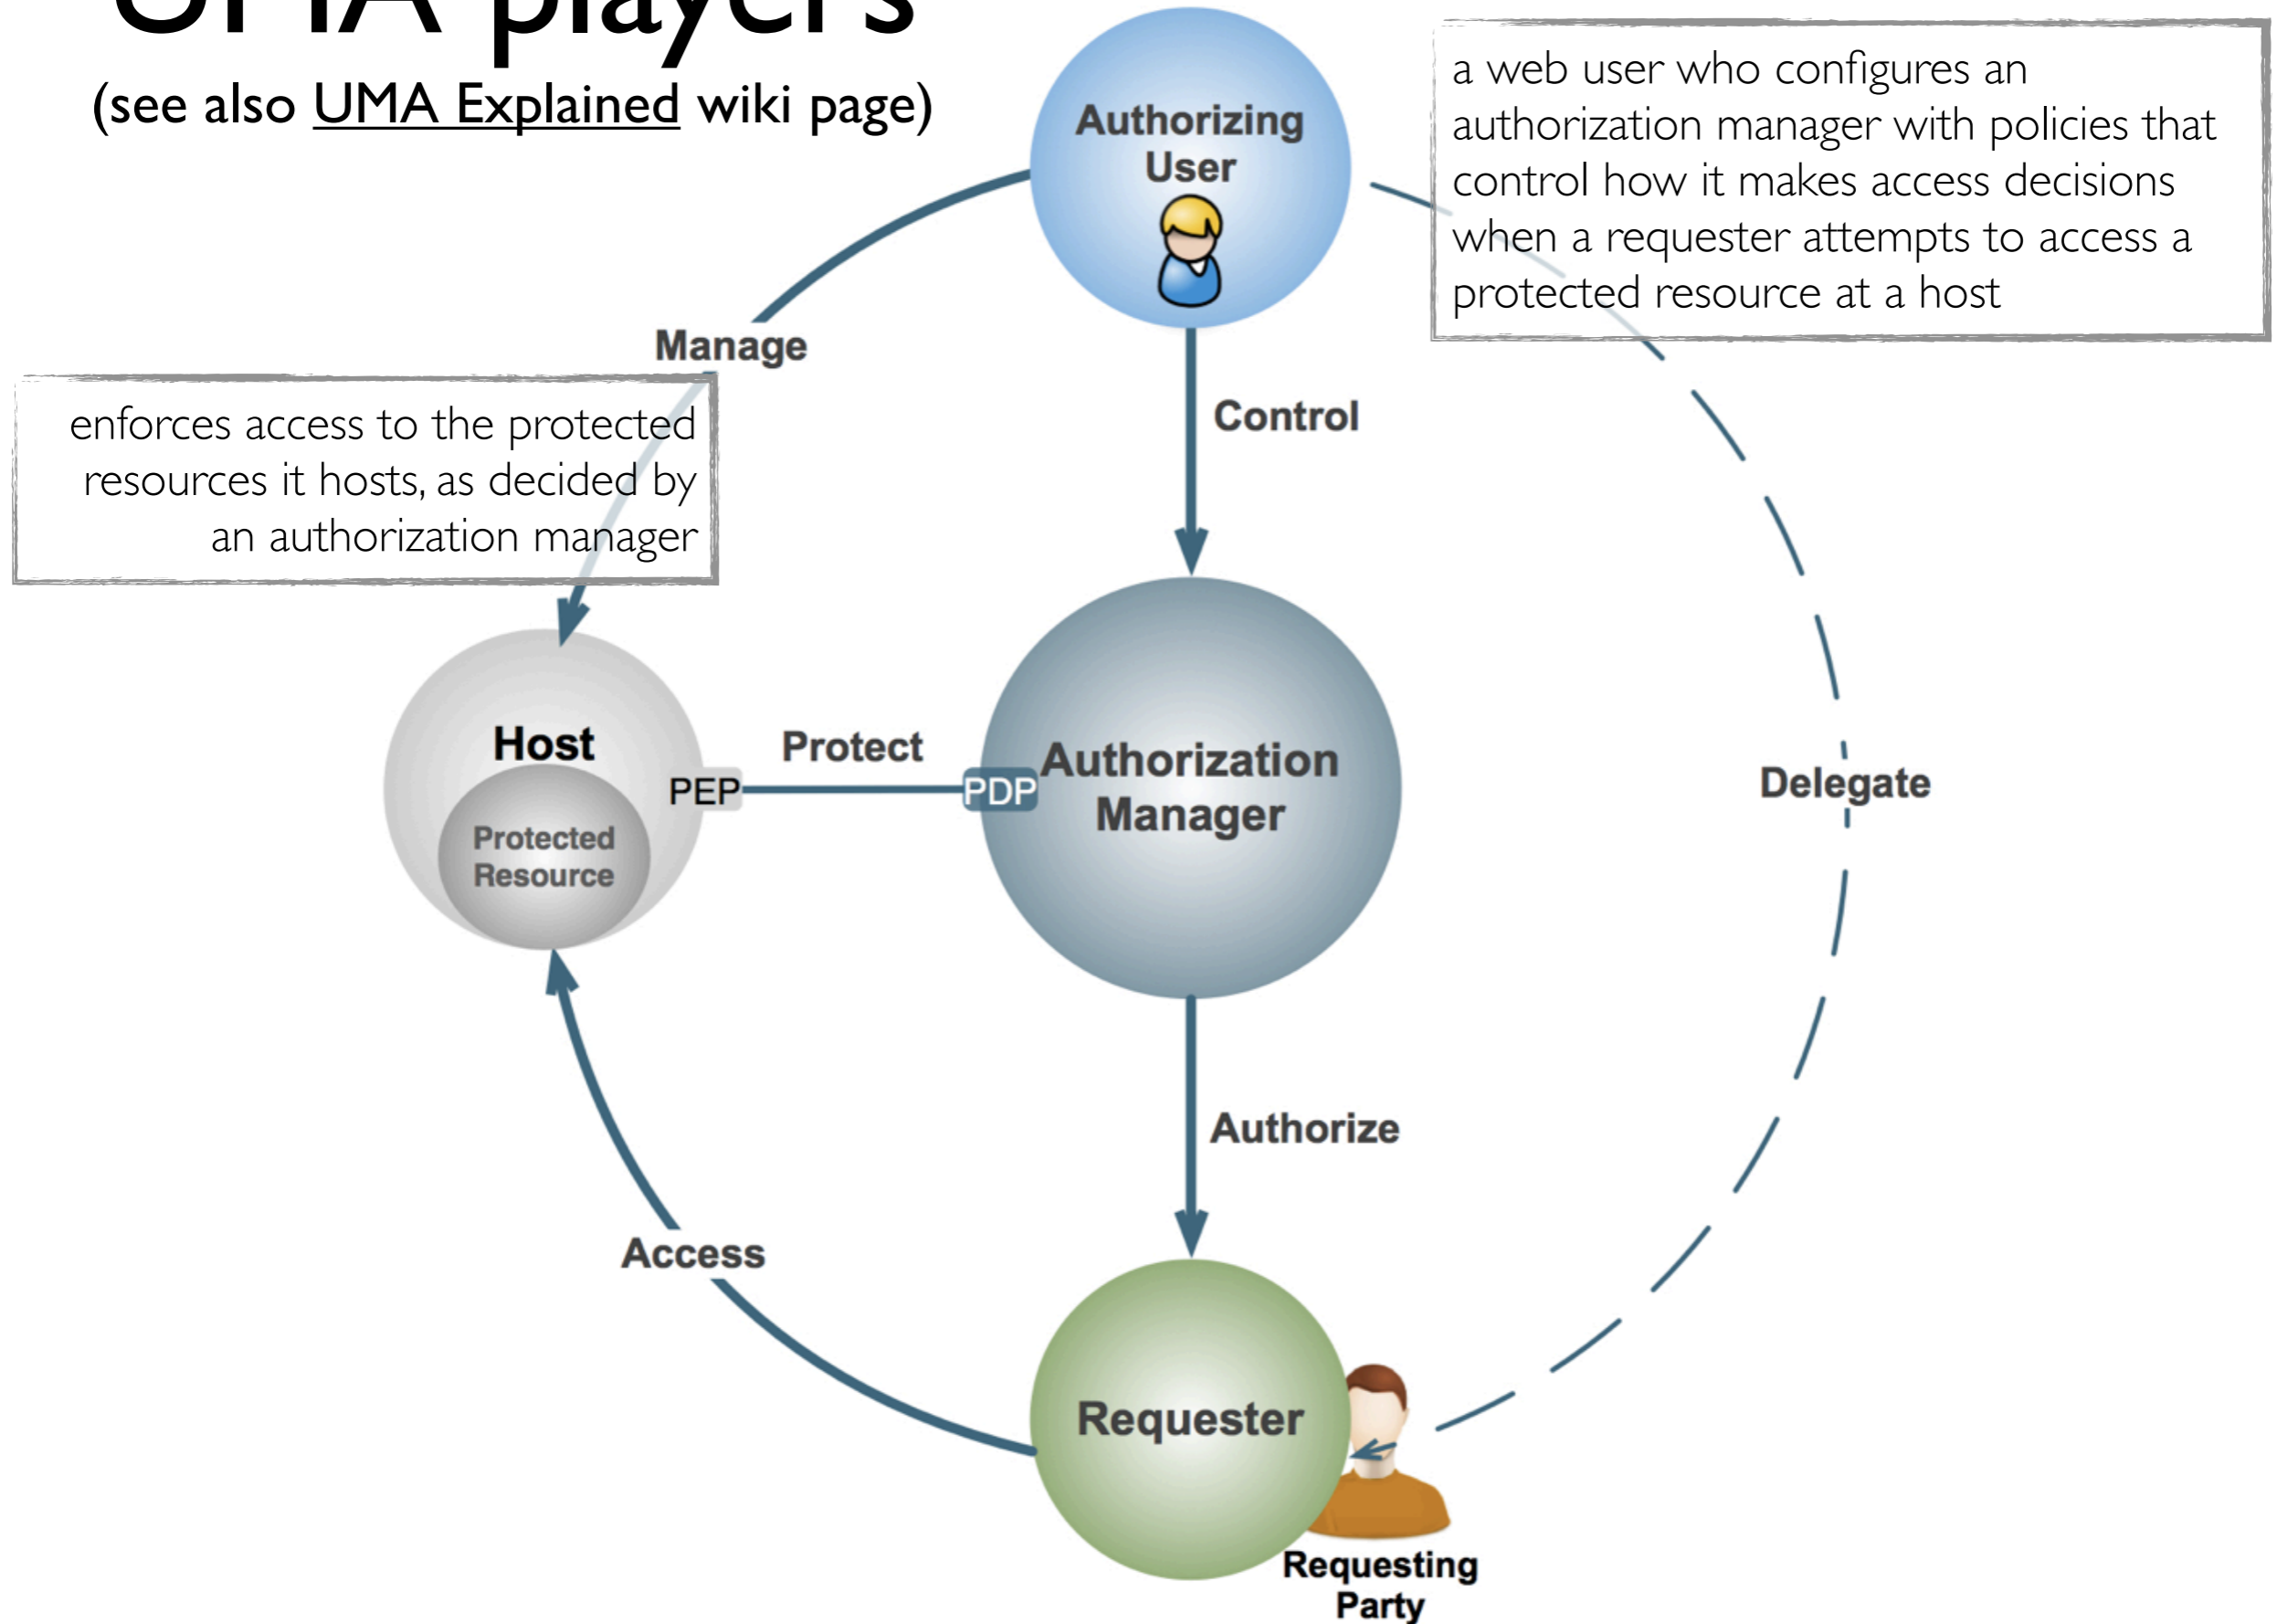 UMA players
(see also UMA Explained wiki page)
Authorizing
User
a web user who configures an
authorization manager with policies that
control how it makes access decisions
when a requester attempts to access a
protected resource at a host
Manage
Control
enforces access to the protected
resources it hosts, as decided by
an authorization manager
Host
Protected
Resource
PEP
Protect
PDP
Authorization
Manager
Delegate
Authorize
Access
Requester
Requesting
Party